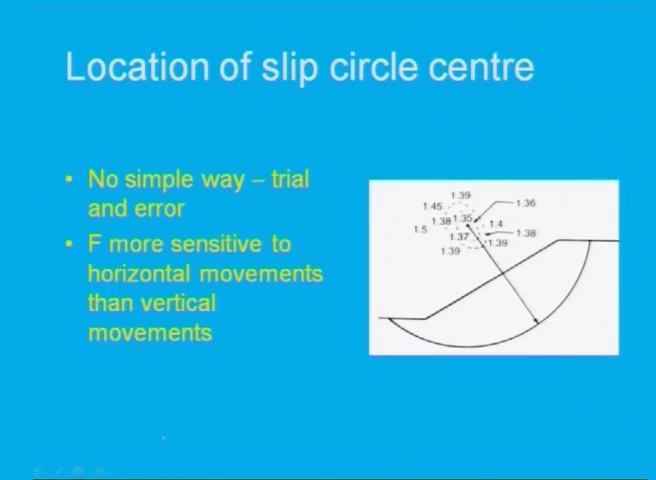 Location of slip circle centre
• No simple way – trial
and error
• F more sensitive to
horizontal movements
than vertical
movements
1.39
1.45
1.36
1.38 1.35
1.4
1.5
1.37
1.38
1.39
1.39